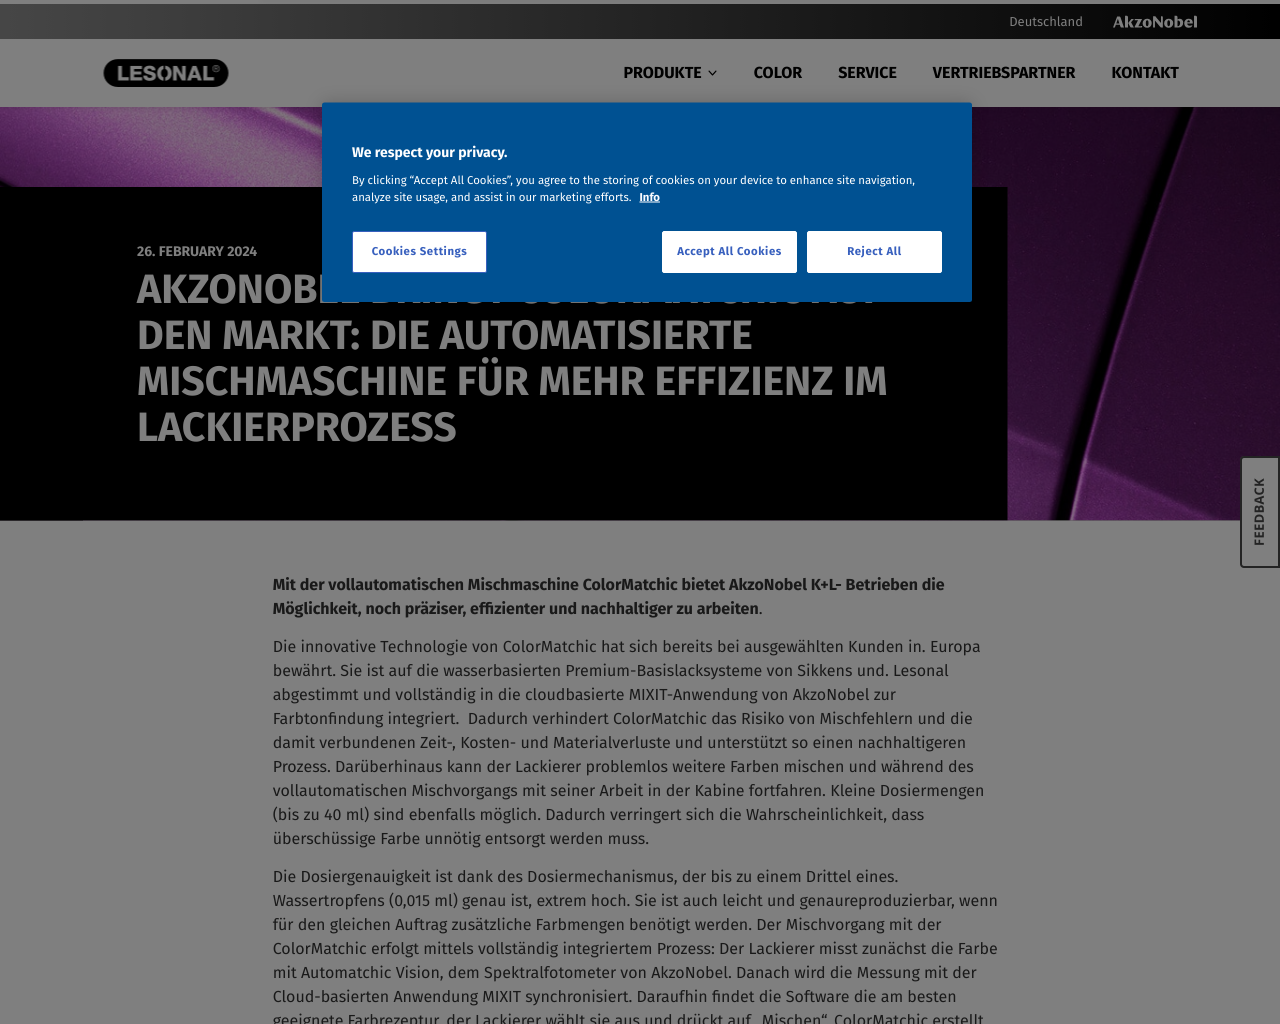 Deutschland
AkzoNobel
LESONAL®
PRODUKTE
COLOR
SERVICE
VERTRIEBSPARTNER
KONTAKT
We respect your privacy.
By clicking “Accept All Cookies”, you agree to the storing of cookies on your device to enhance site navigation,
analyze site usage, and assist in our marketing efforts. Info
Cookies Settings
Accept All Cookies
Reject All
26. FEBRUARY 2024
DEN MARKT: DIE AUTOMATISIERTE
MISCHMASCHINE FÜR MEHR EFFIZIENZ IM
LACKIERPROZESS
FEEDBACK
Mit der vollautomatischen Mischmaschine ColorMatchic bietet AkzoNobel K+L- Betrieben die
Möglichkeit, noch präziser, effizienter und nachhaltiger zu arbeiten.
Die innovative Technologie von ColorMatchic hat sich bereits bei ausgewählten Kunden in. Europa
bewährt. Sie ist auf die wasserbasierten Premium-Basislacksysteme von Sikkens und. Lesonal
abgestimmt und vollständig in die cloudbasierte MIXIT-Anwendung von AkzoNobel zur
Farbtonfindung integriert.  Dadurch verhindert ColorMatchic das Risiko von Mischfehlern und die
damit verbundenen Zeit-, Kosten- und Materialverluste und unterstützt so einen nachhaltigeren
Prozess. Darüberhinaus kann der Lackierer problemlos weitere Farben mischen und während des
vollautomatischen Mischvorgangs mit seiner Arbeit in der Kabine fortfahren. Kleine Dosiermengen
(bis zu 40 ml) sind ebenfalls möglich. Dadurch verringert sich die Wahrscheinlichkeit, dass
überschüssige Farbe unnötig entsorgt werden muss.
Die Dosiergenauigkeit ist dank des Dosiermechanismus, der bis zu einem Drittel eines.
Wassertropfens (0,015 ml) genau ist, extrem hoch. Sie ist auch leicht und genaureproduzierbar, wenn
für den gleichen Auftrag zusätzliche Farbmengen benötigt werden. Der Mischvorgang mit der
ColorMatchic erfolgt mittels vollständig integriertem Prozess: Der Lackierer misst zunächst die Farbe
mit Automatchic Vision, dem Spektralfotometer von AkzoNobel. Danach wird die Messung mit der
Cloud-basierten Anwendung MIXIT synchronisiert. Daraufhin findet die Software die am besten
geeignete Farbrezeptur, der Lackierer wählt sie aus und drückt auf „Mischen“. ColorMatchic erstellt